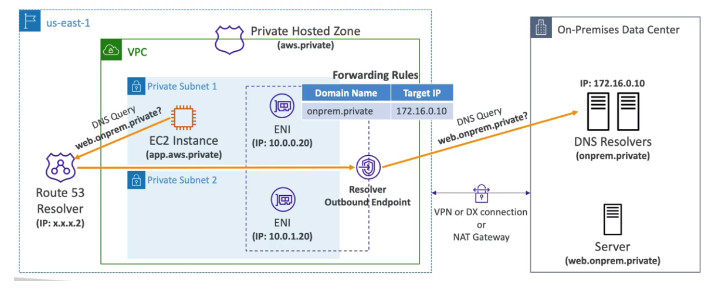 us-east-1
Private Hosted Zone
(aws.private)
On-Premises Data Center
VPC
Private Subnet 1
Forwarding Rules
Domain Name Target IP
onprem.private 172.16.0.10
IP: 172.16.0.10
DNS Query
web.onprem.private?
EC2 Instance
(app.aws.private)
ENI
(IP: 10.0.0.20)
DNS Query
web.onprem.private?
DNS Resolvers
(onprem.private)
Route 53
Resolver
(IP: x.x.x.2)
Private Subnet 2
ENI
(IP: 10.0.1.20)
Resolver
Outbound Endpoint
VPN or DX connection
or
NAT Gateway
Server
(web.onprem.private)